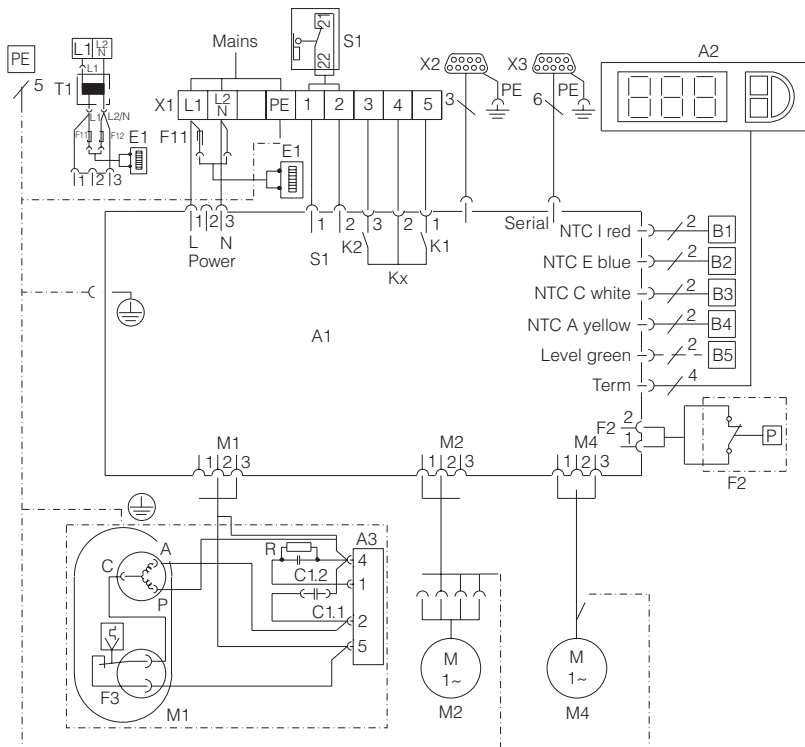 PE
5
L1 L2 N
T1
L1
L1 L2/N
F11 F12
E1
1 2 3
Mains
S1
21
22
X1 L1 L2 N PE 1 2 3 4 5
F11
E1
X2
PE
3
X3
PE
6
A2
1 2 3
L N
Power
1 2
S1
3 2 1
K2 K1
Kx
Serial
NTC I red 2 B1
NTC E blue 2 B2
NTC C white 2 B3
NTC A yellow 2 B4
Level green 2 B5
Term 4
A1
F2 2
1
P
F2
M1
1 2 3
M2
1 2 3
M4
1 2 3
A
C
P
F3
M1
R
C1.2
C1.1
A3
4
1
2
5
M
1~
M2
M
1~
M4